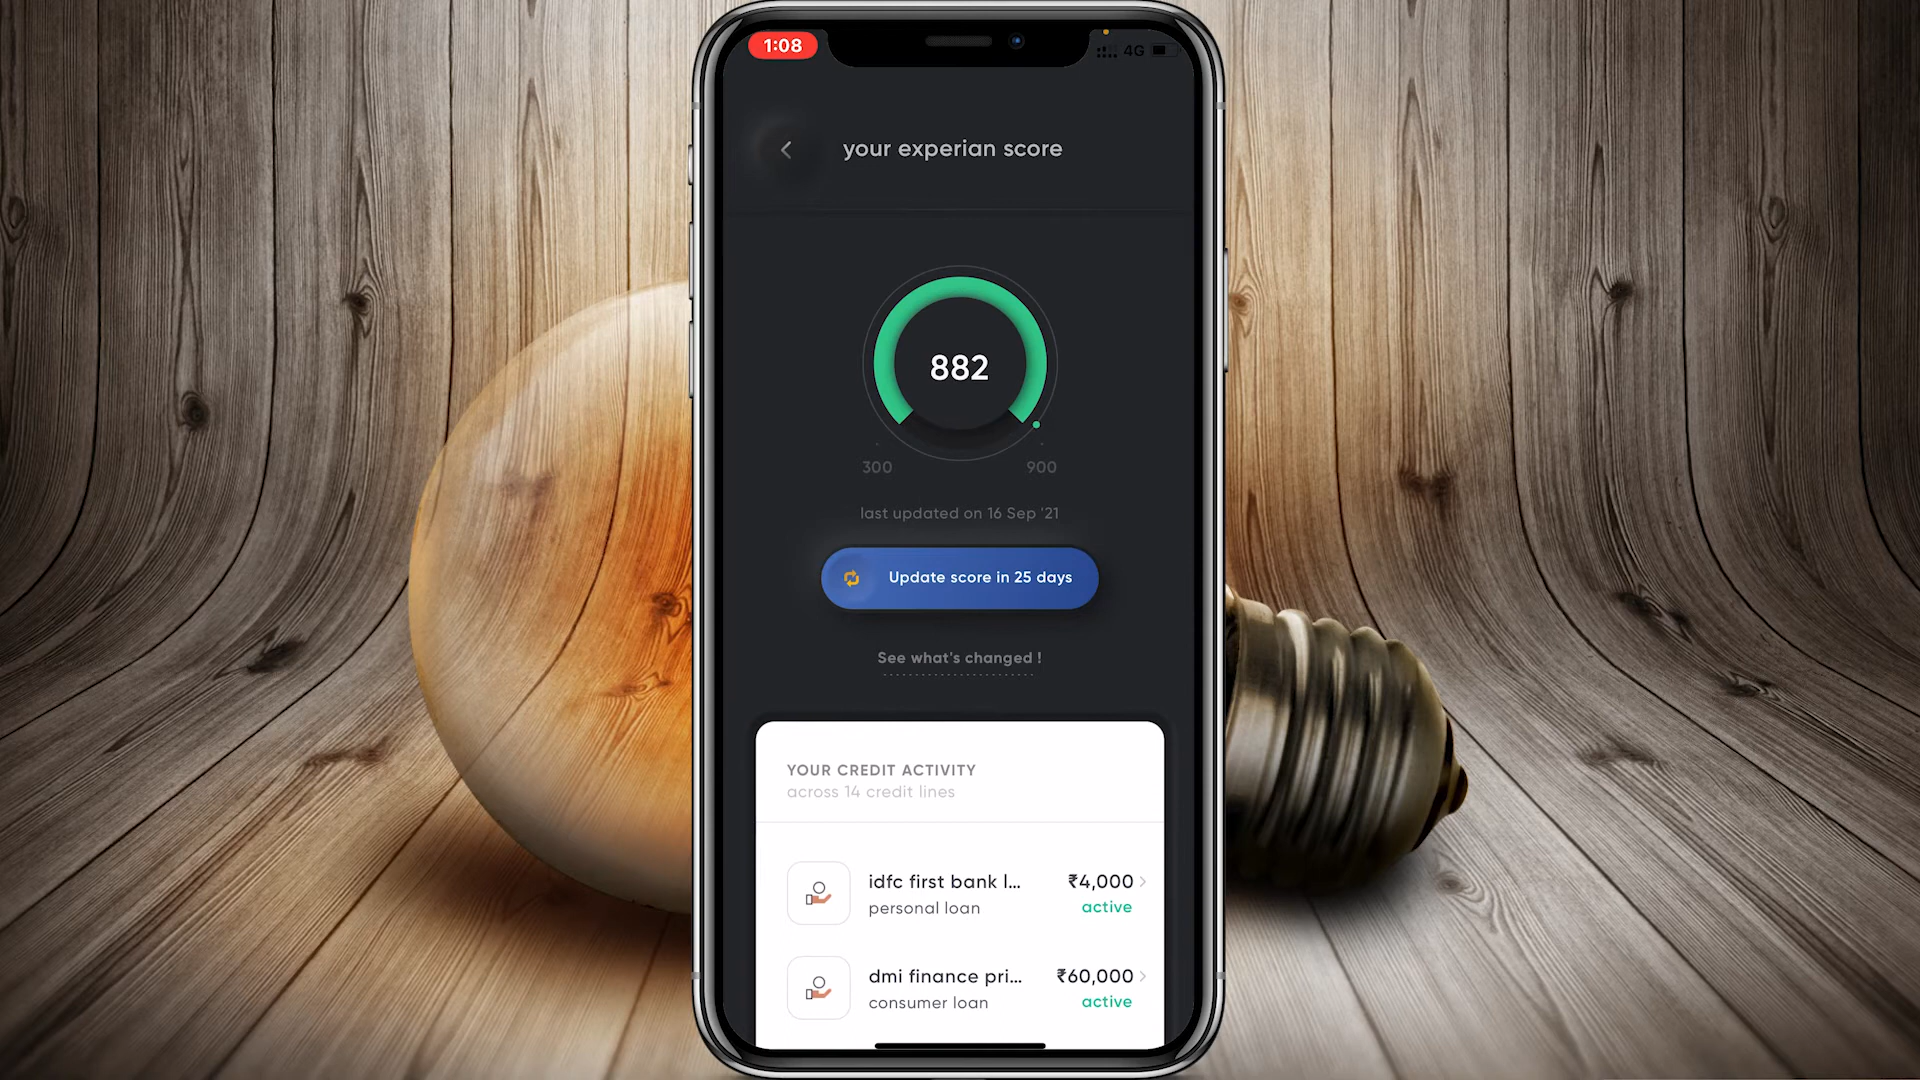 1:08
4G
your experian score
882
300
900
last updated on 16 Sep '21
Update score in 25 days
See what's changed !
YOUR CREDIT ACTIVITY
across 14 credit lines
idfc first bank l...
₹4,000
personal loan
active
dmi finance pri...
₹60,000
consumer loan
active